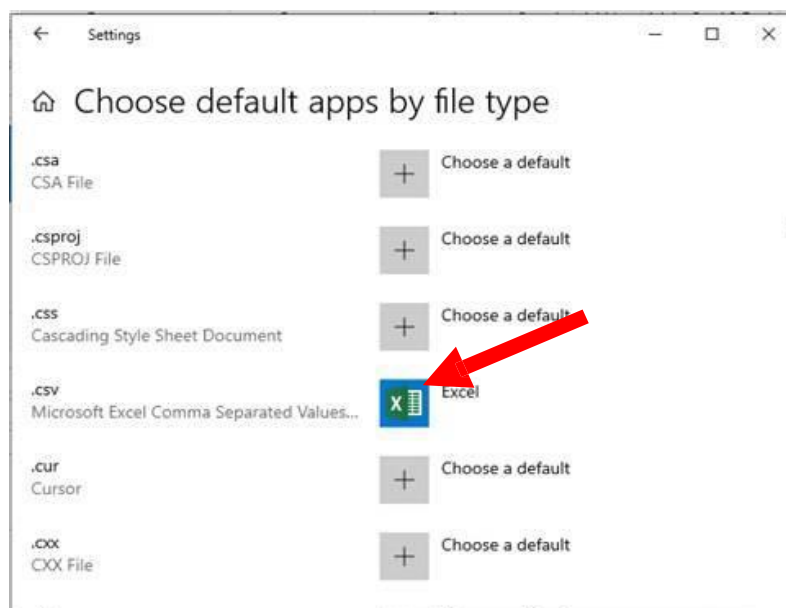 Settings
Choose default apps by file type
.csa
CSA File
Choose a default
.csproj
CSPROJ File
Choose a default
.css
Cascading Style Sheet Document
Choose a default
.csv
Microsoft Excel Comma Separated Values...
Excel
.cur
Cursor
Choose a default
.cxx
CXX File
Choose a default